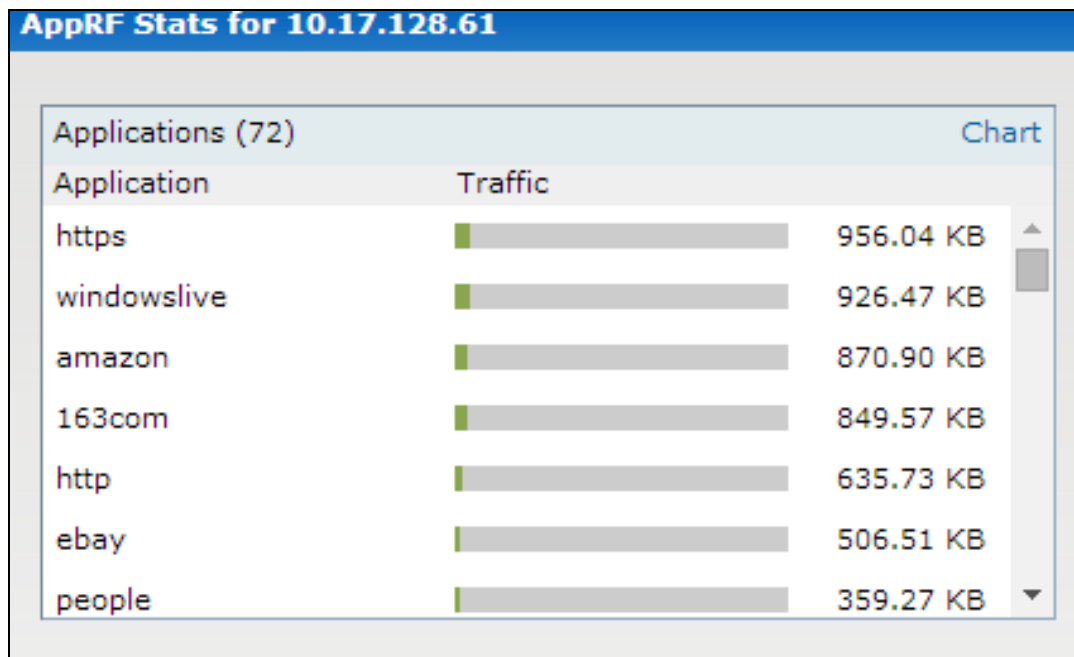 AppRF Stats for 10.17.128.61
Applications (72) Chart
Application Traffic
https 956.04 KB
windowslive 926.47 KB
amazon 870.90 KB
163com 849.57 KB
http 635.73 KB
ebay 506.51 KB
people 359.27 KB